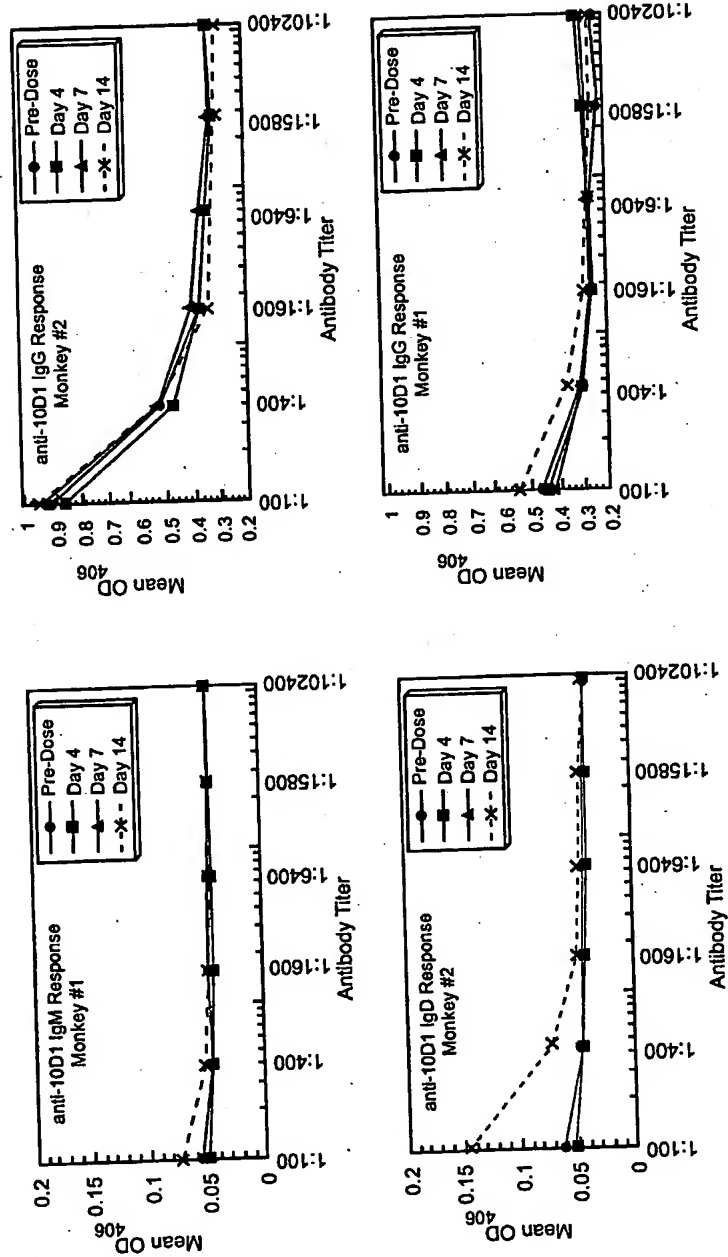 anti-10D1 IgM Response
Monkey #1
Pre-Dose
Day 4
Day 7
Day 14
0.2
0.15
0.1
0.05
0
Mean OD 406
1:100
1:400
1:1600
1:6400
1:15800
1:102400
Antibody Titer
anti-10D1 IgG Response
Monkey #2
Pre-Dose
Day 4
Day 7
Day 14
1
0.9
0.8
0.7
0.6
0.5
0.4
0.3
0.2
Mean OD 406
1:100
1:400
1:1600
1:6400
1:15800
1:102400
Antibody Titer
anti-10D1 IgD Response
Monkey #2
Pre-Dose
Day 4
Day 7
Day 14
0.2
0.15
0.1
0.05
0
Mean OD 406
1:100
1:400
1:1600
1:6400
1:15800
1:102400
Antibody Titer
anti-10D1 IgG Response
Monkey #1
Pre-Dose
Day 4
Day 7
Day 14
1
0.9
0.8
0.7
0.6
0.5
0.4
0.3
0.2
Mean OD 406
1:100
1:400
1:1600
1:6400
1:15800
1:102400
Antibody Titer